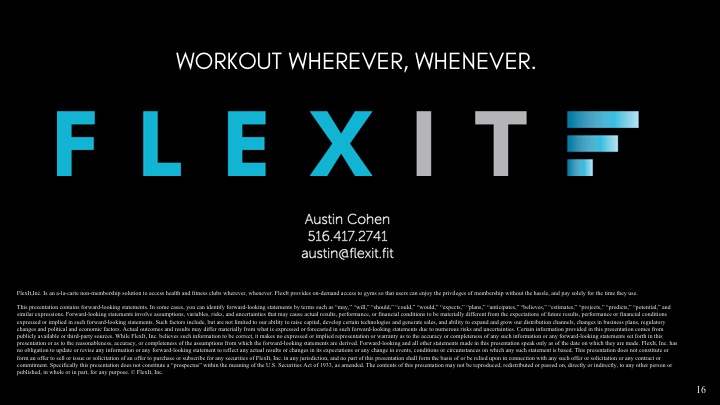 WORKOUT WHEREVER, WHENEVER.
FLEXIT
Austin Cohen
516.417.2741
austin@flexit.fit
FlexIt,Inc. Is an a-la-carte non-membership solution to access health and fitness clubs wherever, whenever. FlexIt provides on-demand access to gyms so that users can enjoy the privileges of membership without the hassle, and pay solely for the time they use.
This presentation contains forward-looking statements. In some cases, you can identify forward-looking statements by terms such as “may,” “will,” “should,” “could,” “would,” “expects,” “plans,” “anticipates,” “believes,” “estimates,” “projects,” “predicts,” “potential,” and
similar expressions. Forward-looking statements involve assumptions, variables, risks, and uncertainties that may cause actual results, performance, or financial conditions to be materially different from the expectations of future results, performance or financial conditions
expressed or implied in such forward-looking statements. Such factors include, but are not limited to our ability to raise capital, develop certain technologies and generate sales, and ability to expand and grow our distribution channels, changes in business plans, regulatory
changes and political and economic factors. Actual outcomes and results may differ materially from what is expressed or forecasted in such forward-looking statements due to numerous risks and uncertainties. Certain information provided in this presentation comes from
publicly available or third-party sources. While FlexIt, Inc. believes such information to be correct, it makes no expressed or implied representation or warranty as to the accuracy or completeness of any such information or any forward-looking statements set forth in this
presentation or as to the reasonableness, accuracy, or completeness of the assumptions from which the forward-looking statements are derived. Forward-looking and all other statements made in this presentation speak only as of the date on which they are made. FlexIt, Inc. has
no obligation to update or revise any information or any forward-looking statement to reflect any actual results or changes in its expectations or any change in events, conditions or circumstances on which any such statement is based. This presentation does not constitute or
form an offer to sell or issue or solicitation of an offer to purchase or subscribe for any securities of FlexIt, Inc. in any jurisdiction, and no part of this presentation shall form the basis of or be relied upon in connection with any such offer or solicitation or any contract or
commitment. Specifically this presentation does not constitute a “prospectus” within the meaning of the U.S. Securities Act of 1933, as amended. The contents of this presentation may not be reproduced, redistributed or passed on, directly or indirectly, to any other person or
published, in whole or in part, for any purpose. © FlexIt, Inc.
16